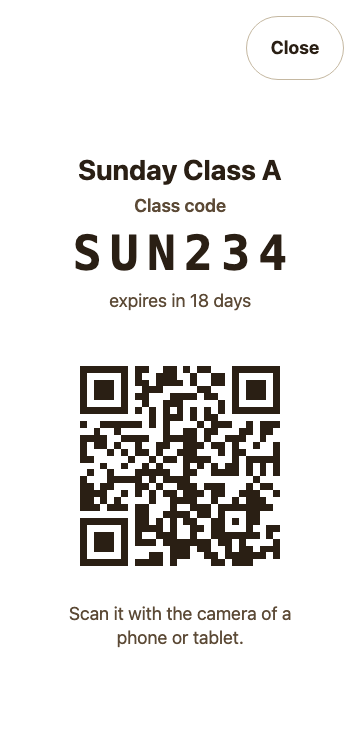 Close
Sunday Class A
Class code
SUN234
expires in 18 days
Scan it with the camera of a
phone or tablet.